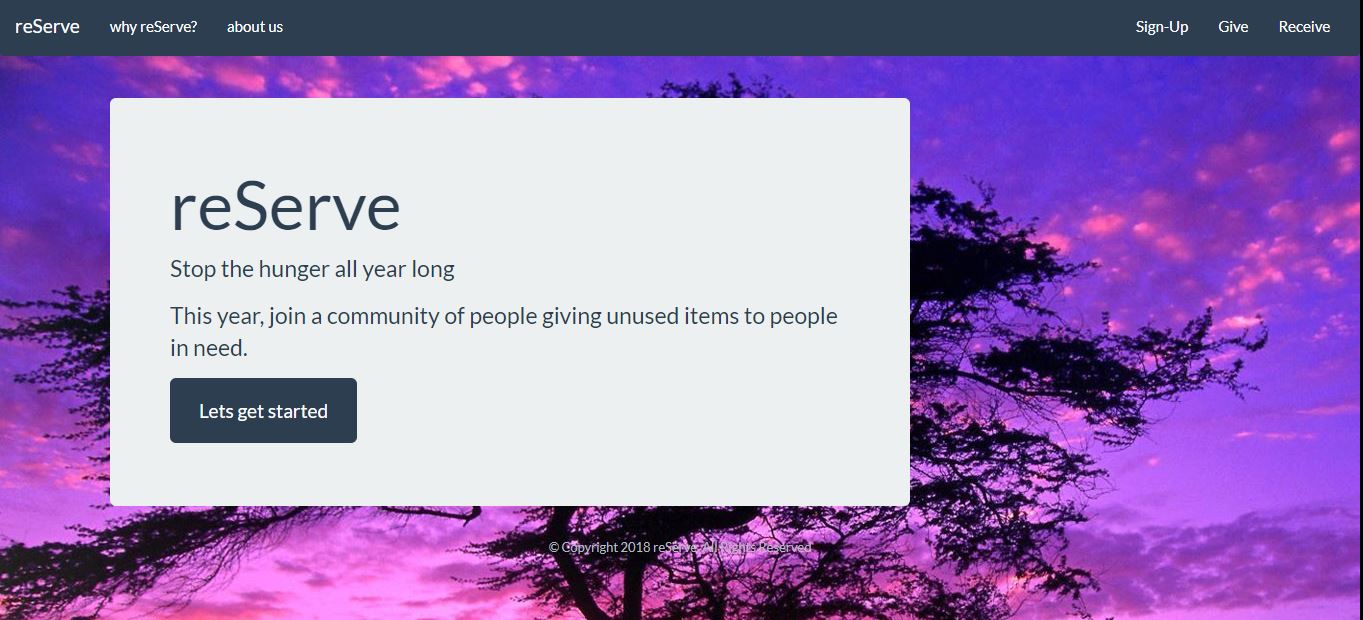 reServe why reServe? about us Sign-Up Give Receive
reServe
Stop the hunger all year long
This year, join a community of people giving unused items to people
in need.
Lets get started
© Copyright 2018 reServe. All Rights Reserved